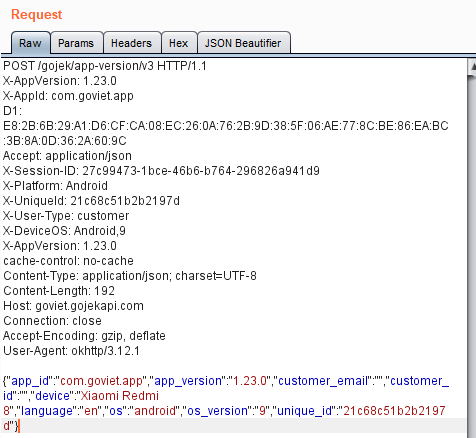 Request
Raw Params Headers Hex JSON Beautifier
POST /gojek/app-version/v3 HTTP/1.1
X-AppVersion: 1.23.0
X-AppId: com.goviet.app
D1:
E8:2B:6B:29:A1:D6:CF:CA:08:EC:26:0A:76:2B:9D:38:5F:06:AE:77:8C:BE:86:EA:BC
:3B:8A:0D:36:2A:60:9C
Accept: application/json
X-Session-ID: 27c99473-1bce-46b6-b764-296826a941d9
X-Platform: Android
X-UniqueId: 21c68c51b2b2197d
X-User-Type: customer
X-DeviceOS: Android,9
X-AppVersion: 1.23.0
cache-control: no-cache
Content-Type: application/json; charset=UTF-8
Content-Length: 192
Host: goviet.gojekapi.com
Connection: close
Accept-Encoding: gzip, deflate
User-Agent: okhttp/3.12.1
{"app_id":"com.goviet.app","app_version":"1.23.0","customer_email":"","customer_
id":"","device":"Xiaomi Redmi
8","language":"en","os":"android","os_version":"9","unique_id":"21c68c51b2b2197
d"}